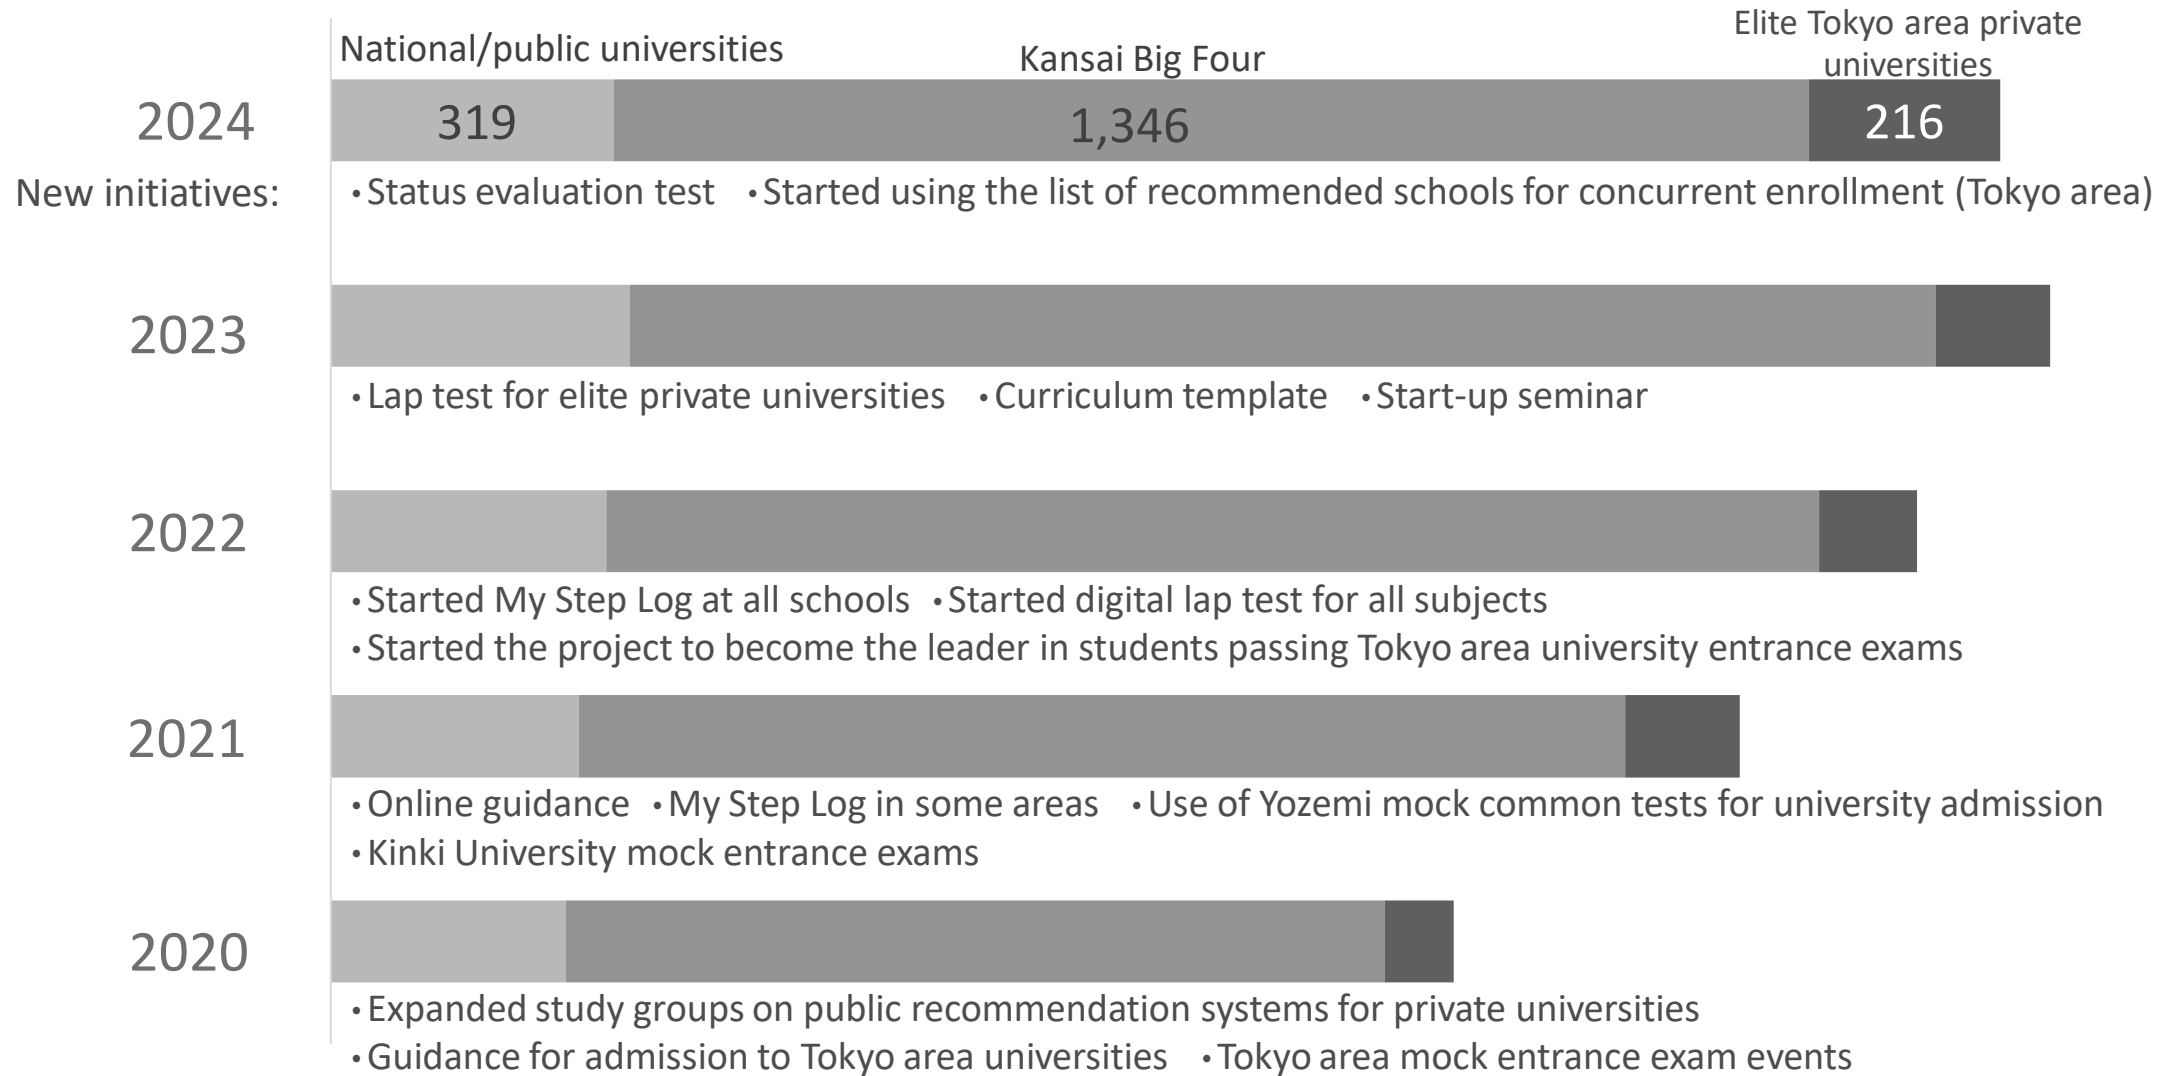 Elite Tokyo area private
universities
National/public universities
Kansai Big Four
2024
319
1,346
216
New initiatives:
・Status evaluation test ・Started using the list of recommended schools for concurrent enrollment (Tokyo area)
2023
・Lap test for elite private universities ・Curriculum template ・Start-up seminar
2022
・Started My Step Log at all schools ・Started digital lap test for all subjects
・Started the project to become the leader in students passing Tokyo area university entrance exams
2021
・Online guidance ・My Step Log in some areas ・Use of Yozemi mock common tests for university admission
・Kinki University mock entrance exams
2020
・Expanded study groups on public recommendation systems for private universities
・Guidance for admission to Tokyo area universities ・Tokyo area mock entrance exam events